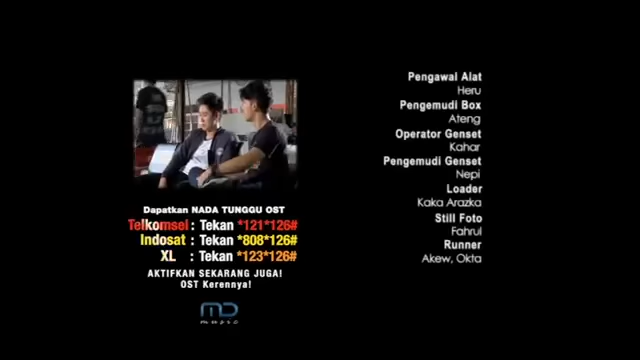 Dapatkan NADA TUNGGU OST
Telkomsel : Tekan *121*126#
Indosat : Tekan *808*126#
XL : Tekan *123*126#
AKTIFKAN SEKARANG JUGA!
OST Kerennya!
MD
music
Pengawal Alat
Heru
Pengemudi Box
Ateng
Operator Genset
Kahar
Pengemudi Genset
Nepi
Loader
Kaka Arazka
Still Foto
Fahrul
Runner
Akew, Okta